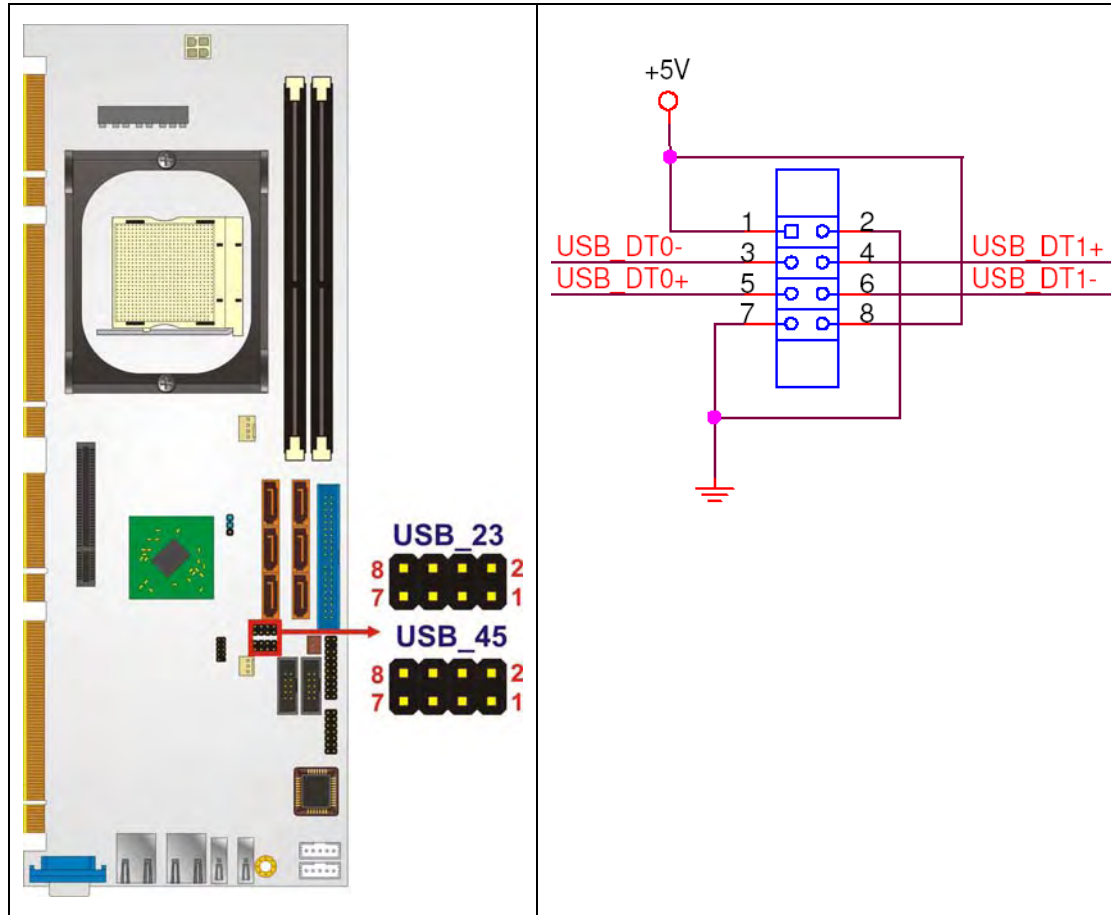 USB_23
8 2
7 1
USB_45
8 2
7 1
+5V
1 2
USB_DT0- 3 4 USB_DT1+
USB_DT0+ 5 6 USB_DT1-
7 8